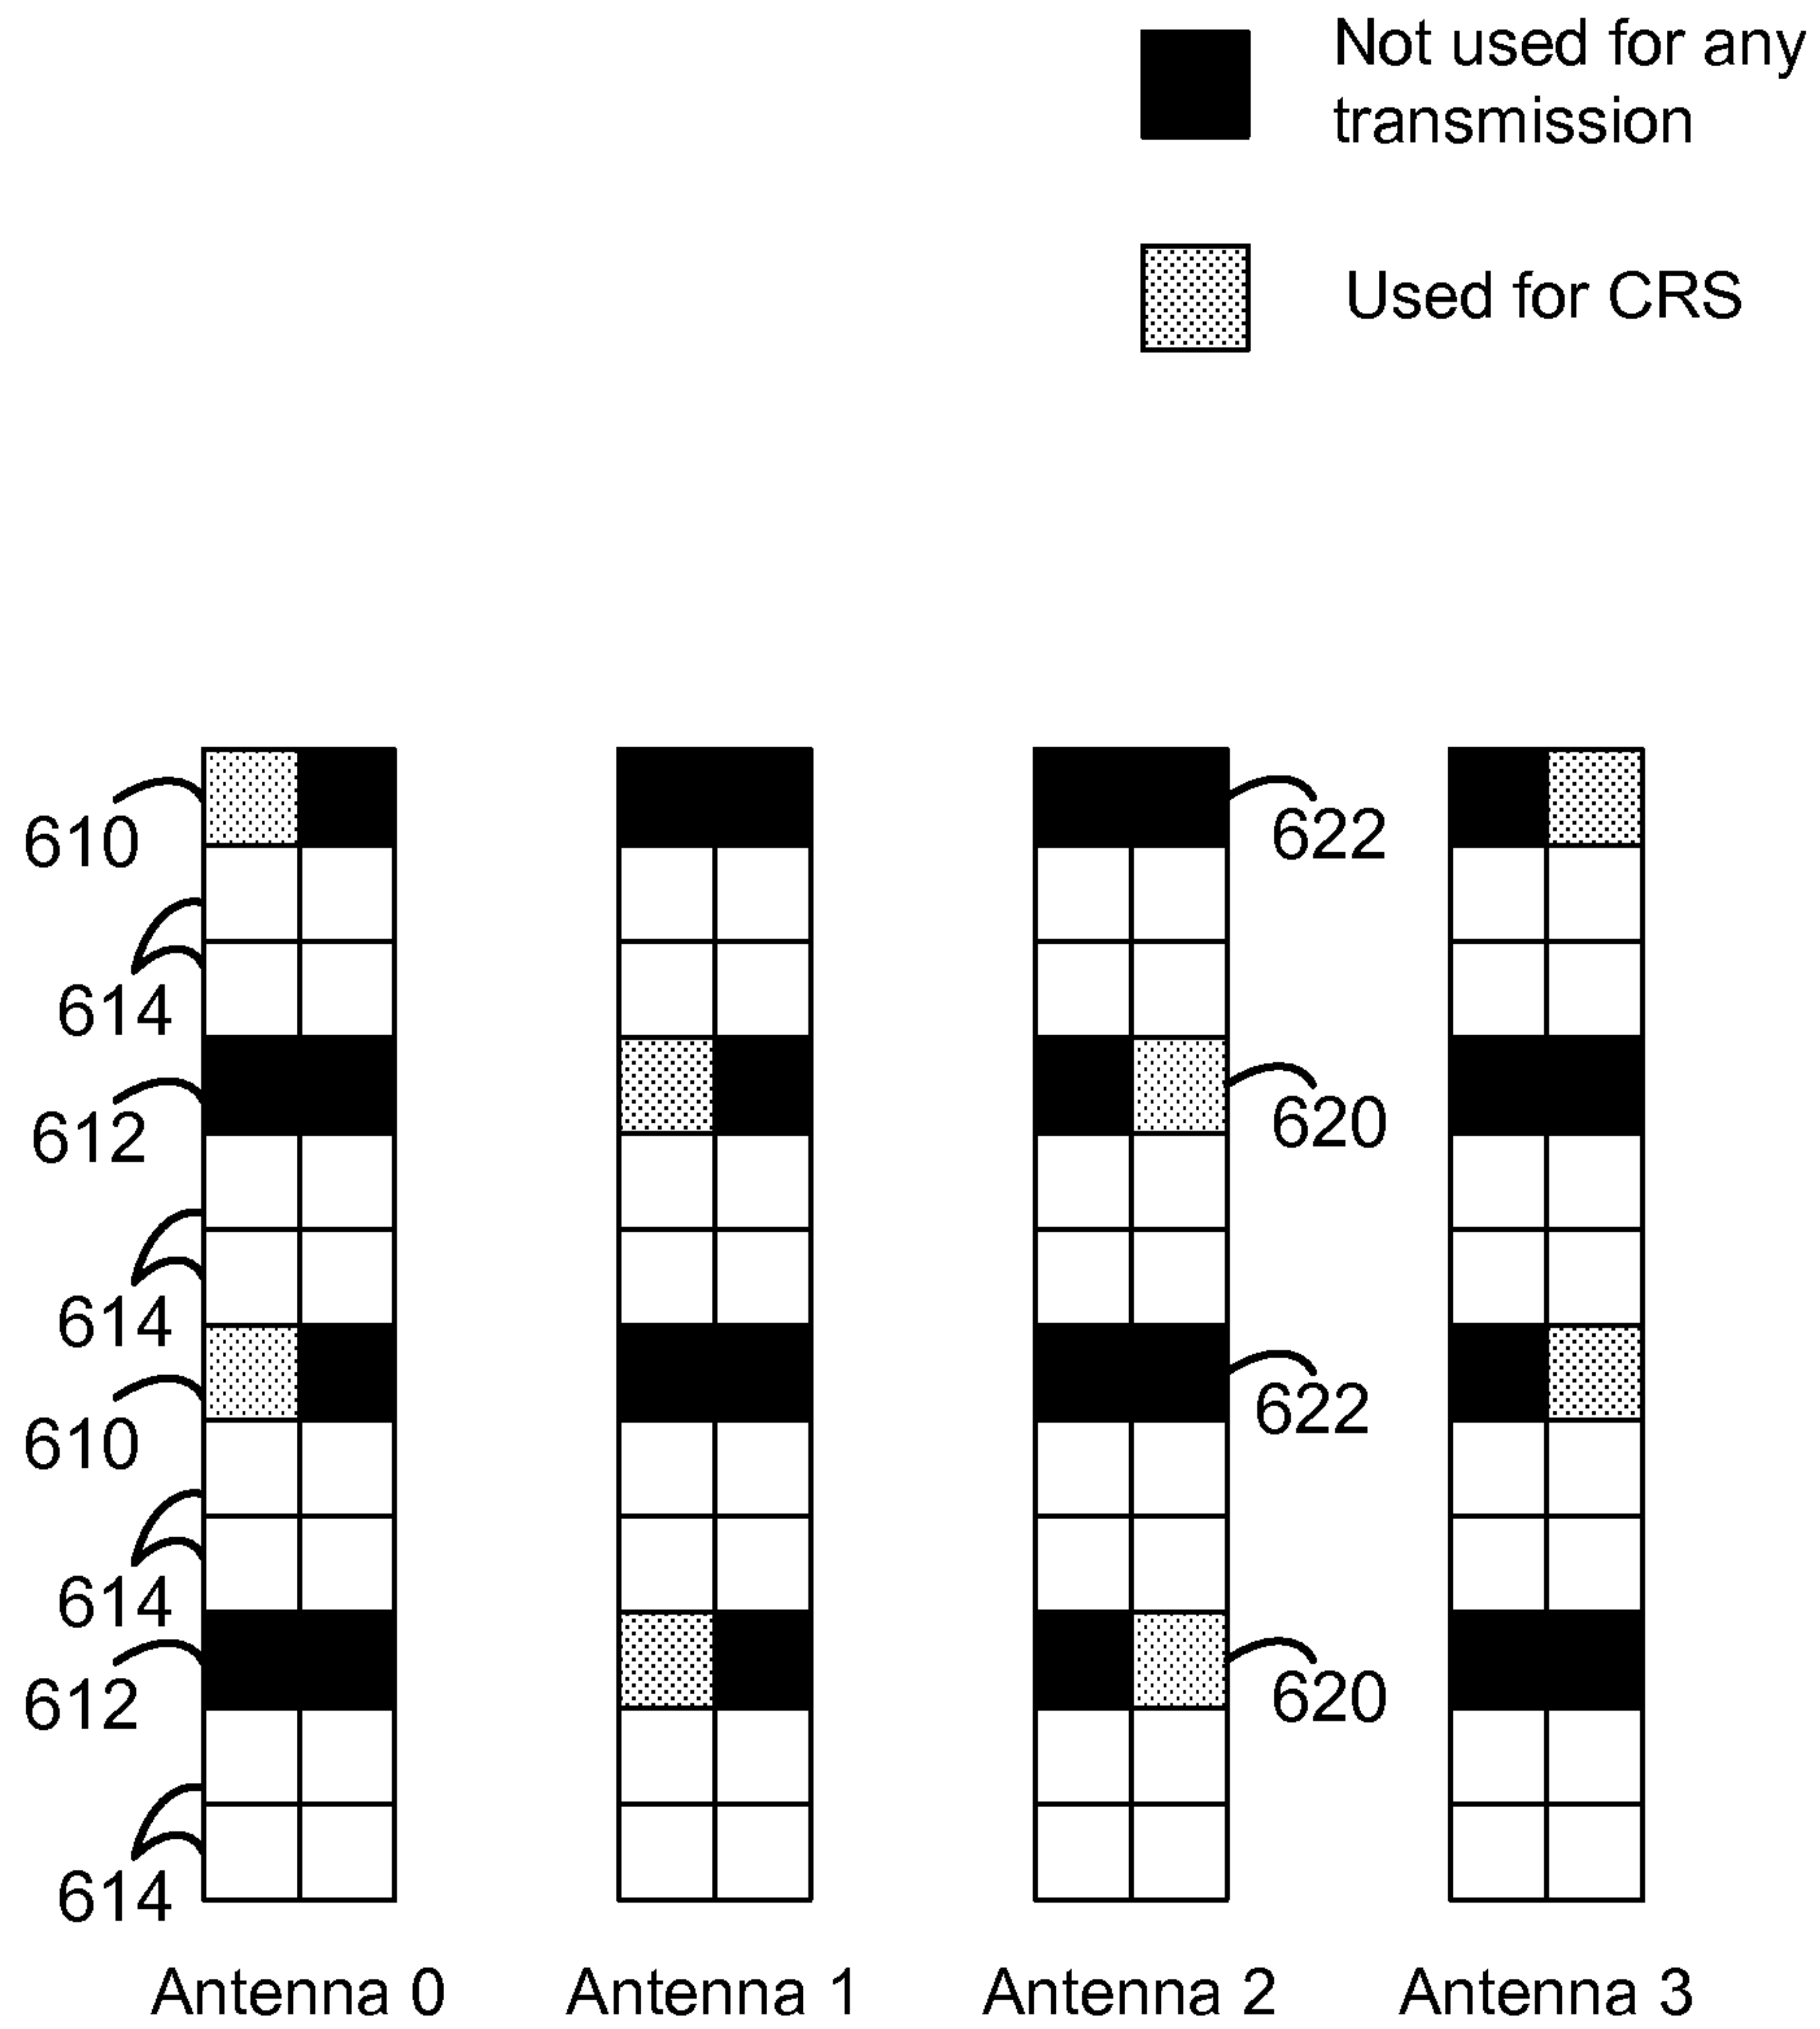 Not used for any
transmission
Used for CRS
610
622
614
612
620
614
610
622
614
612
620
614
Antenna 0
Antenna 1
Antenna 2
Antenna 3